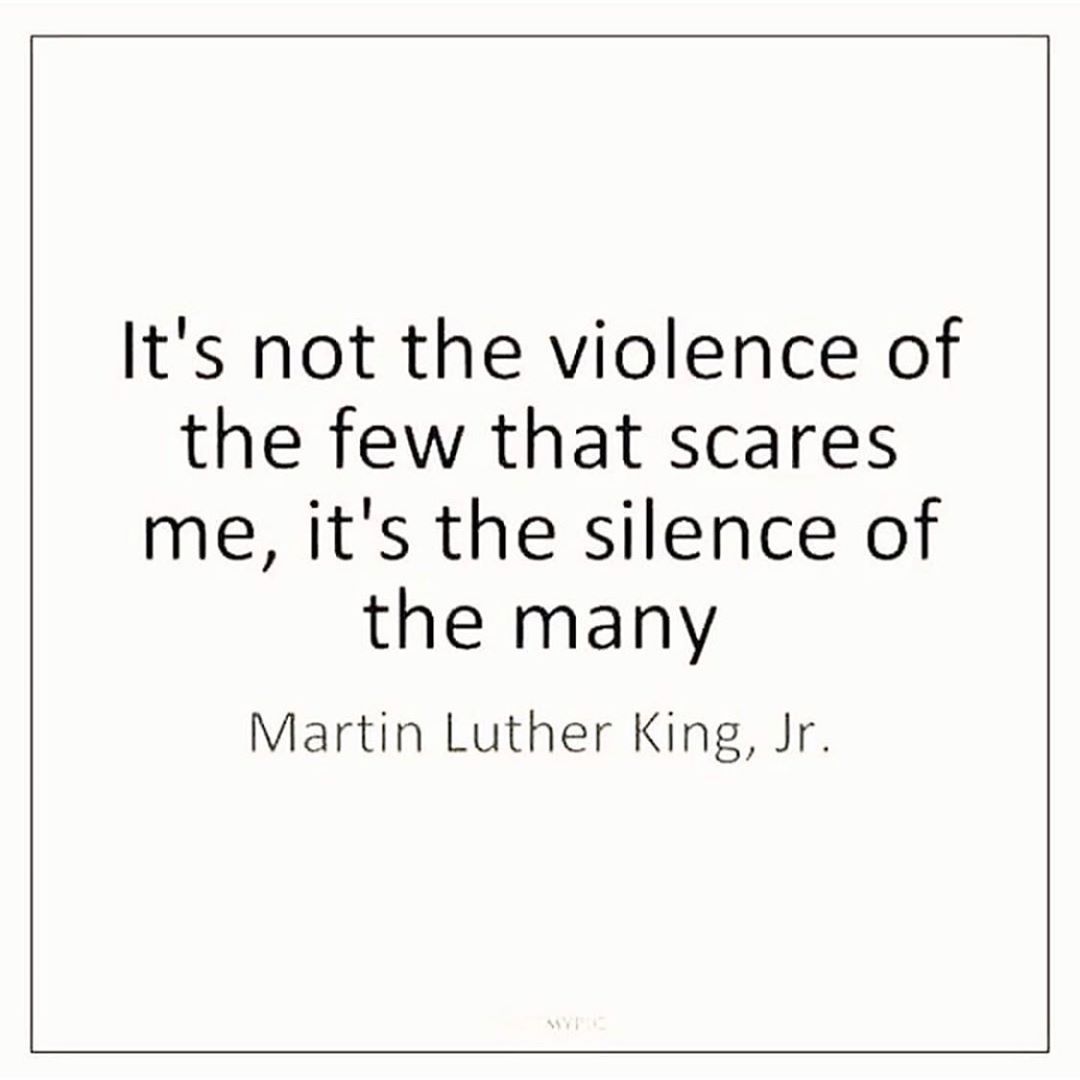 It's not the violence of
the few that scares
me, it's the silence of
the many
Martin Luther King, Jr.